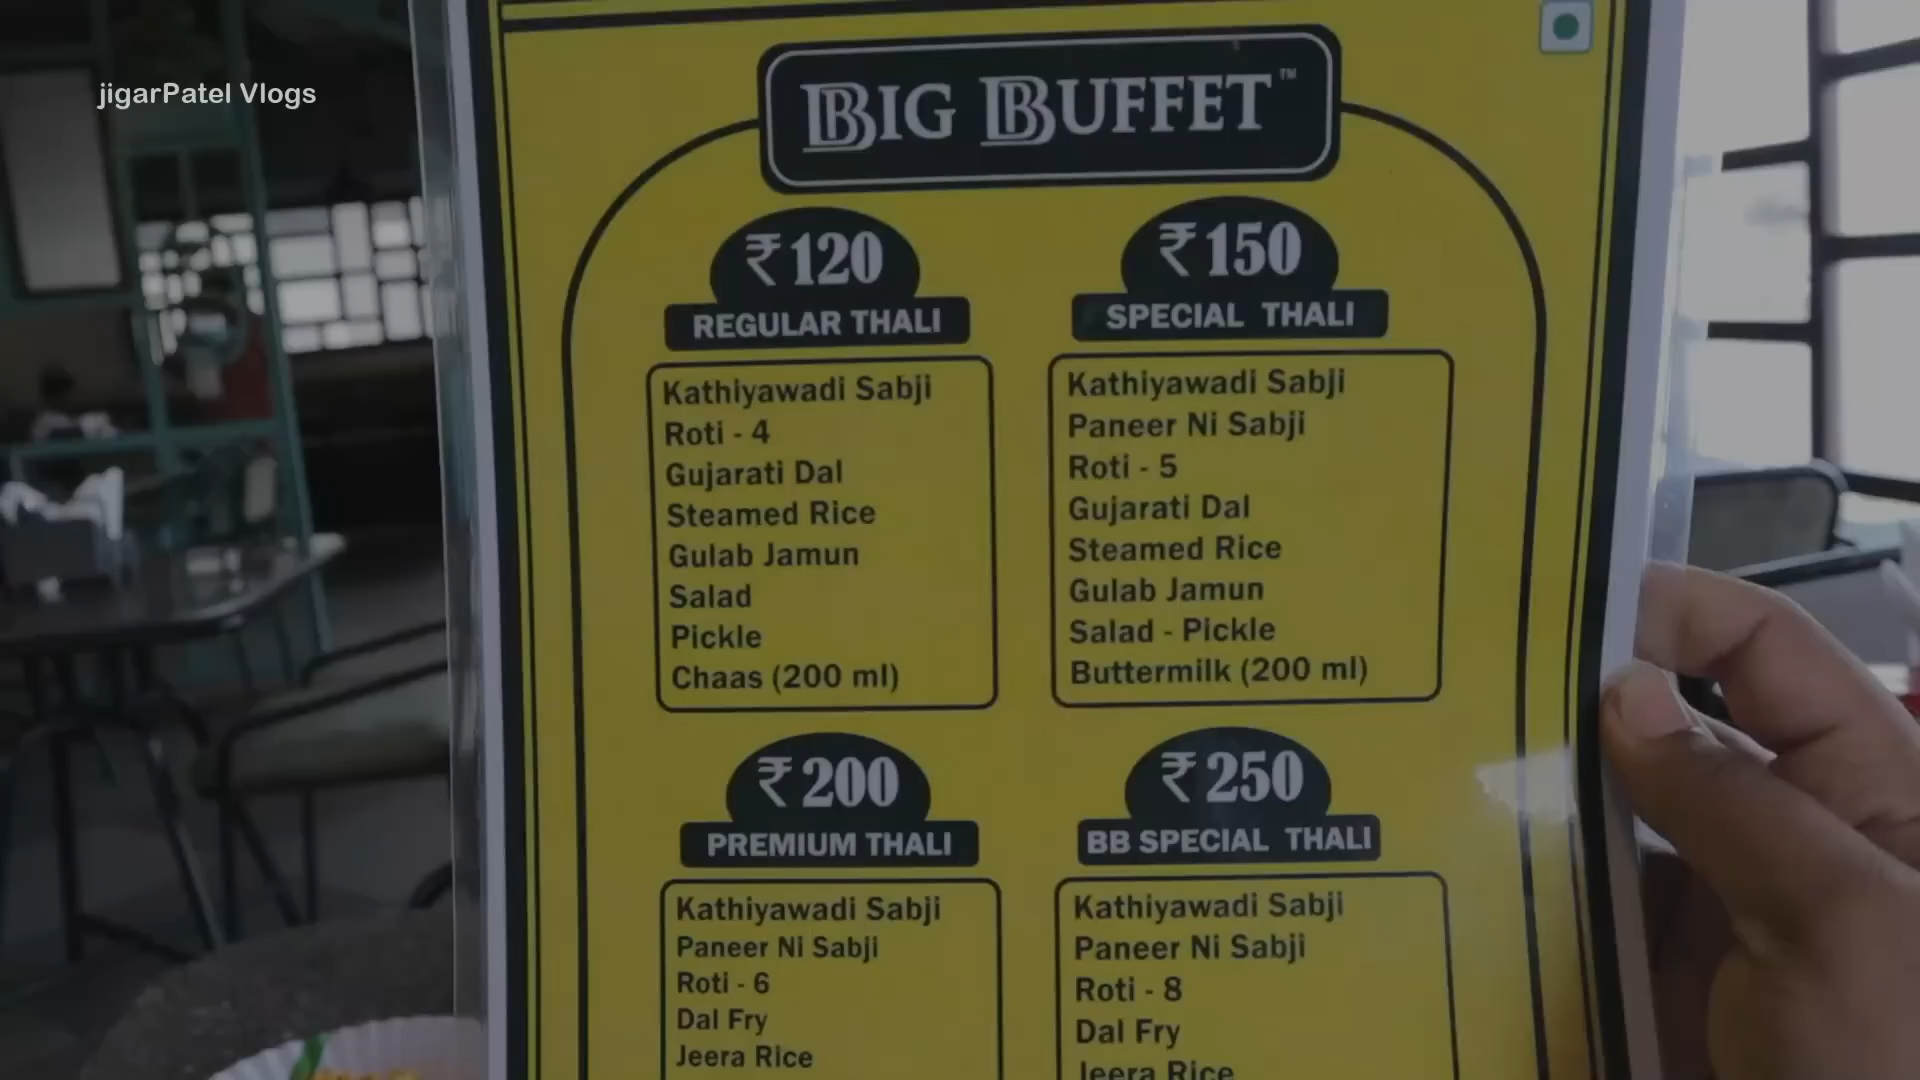 jigarPatel Vlogs
BIG BUFFET™
₹120
REGULAR THALI
Kathiyawadi Sabji
Roti - 4
Gujarati Dal
Steamed Rice
Gulab Jamun
Salad
Pickle
Chaas (200 ml)
₹150
SPECIAL THALI
Kathiyawadi Sabji
Paneer Ni Sabji
Roti - 5
Gujarati Dal
Steamed Rice
Gulab Jamun
Salad - Pickle
Buttermilk (200 ml)
₹200
PREMIUM THALI
Kathiyawadi Sabji
Paneer Ni Sabji
Roti - 6
Dal Fry
Jeera Rice
₹250
BB SPECIAL THALI
Kathiyawadi Sabji
Paneer Ni Sabji
Roti - 8
Dal Fry
Jeera Rice